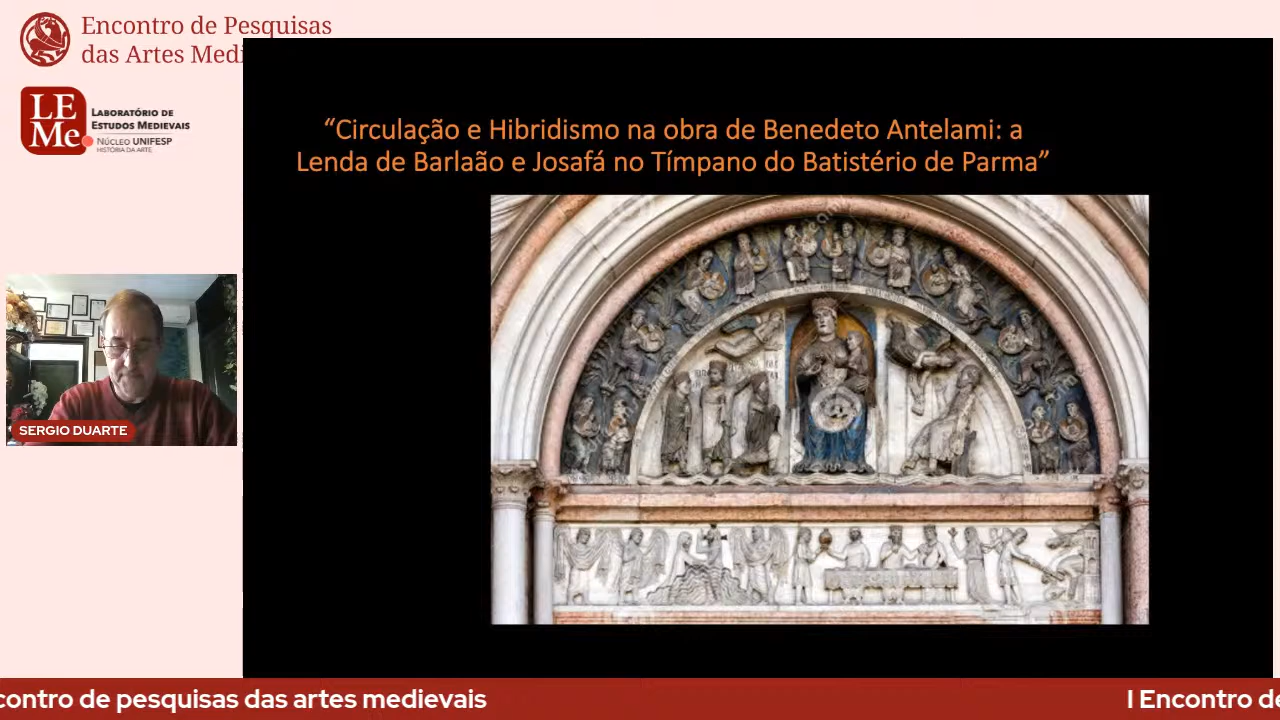 Encontro de Pesquisas
das Artes Medi
LE
Me
LABORATÓRIO DE
ESTUDOS MEDIEVAIS
NÚCLEO UNIFESP
HISTÓRIA DA ARTE
“Circulação e Hibridismo na obra de Benedeto Antelami: a
Lenda de Barlaão e Josafá no Tímpano do Batistério de Parma”
SERGIO DUARTE
contro de pesquisas das artes medievais
I Encontro de